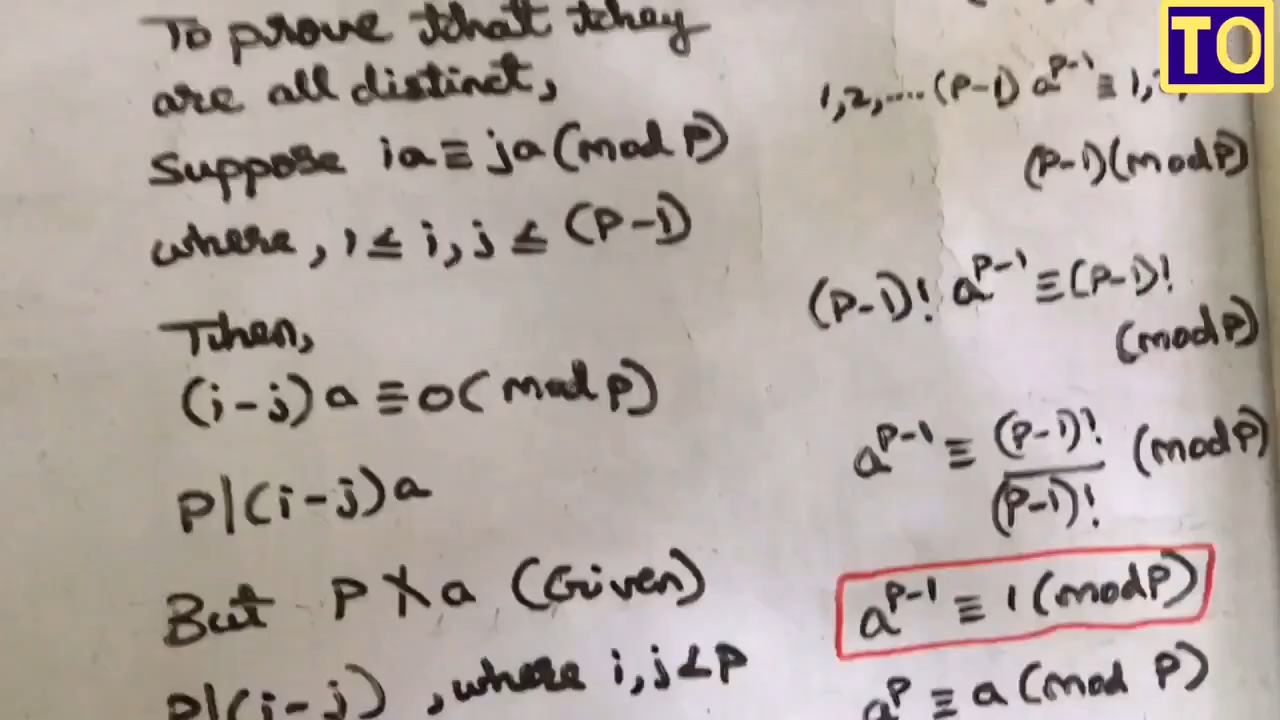 To prove that they
are all distinct,
Suppose ia ≡ ja (mod P)
where, 1 ≤ i, j ≤ (P-1)
Then,
(i-j)a ≡ 0 (mod P)
P|(i-j)a
But P∤a (Given)
P|(i-j), where i, j < P
TO
1,2,....(P-1) a^{P-1} ≡ 1,
(P-1)(mod P)
(P-1)! a^{P-1} ≡ (P-1)!
(mod P)
a^{P-1} ≡ (P-1)!/(P-1)! (mod P)
a^{P-1} ≡ 1 (mod P)
a^P ≡ a (mod P)